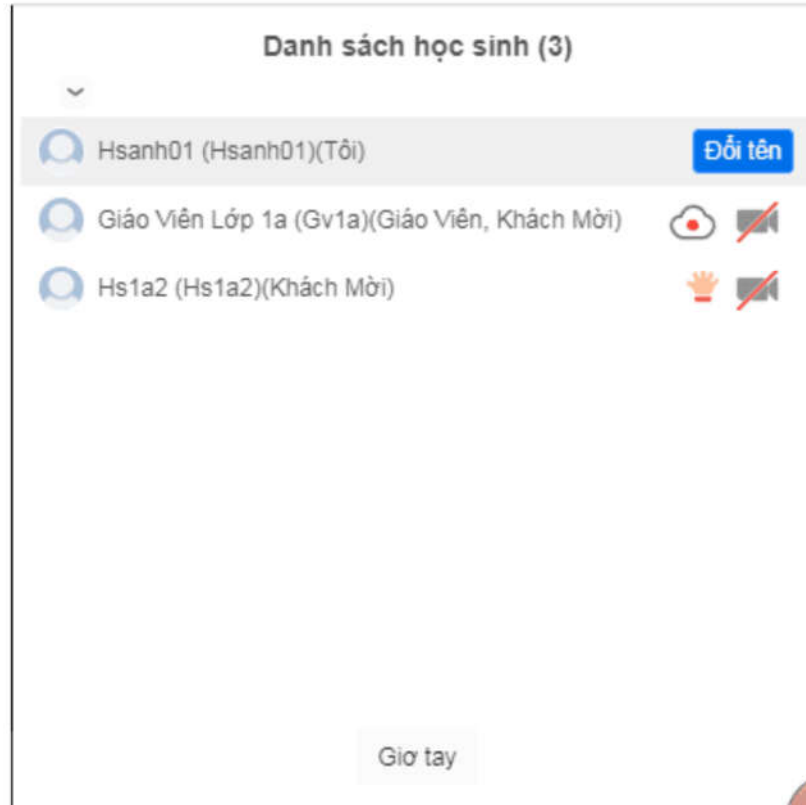 Danh sách học sinh (3)
Hsanh01 (Hsanh01)(Tôi) Đổi tên
Giáo Viên Lớp 1a (Gv1a)(Giáo Viên, Khách Mời)
Hs1a2 (Hs1a2)(Khách Mời)
Giơ tay